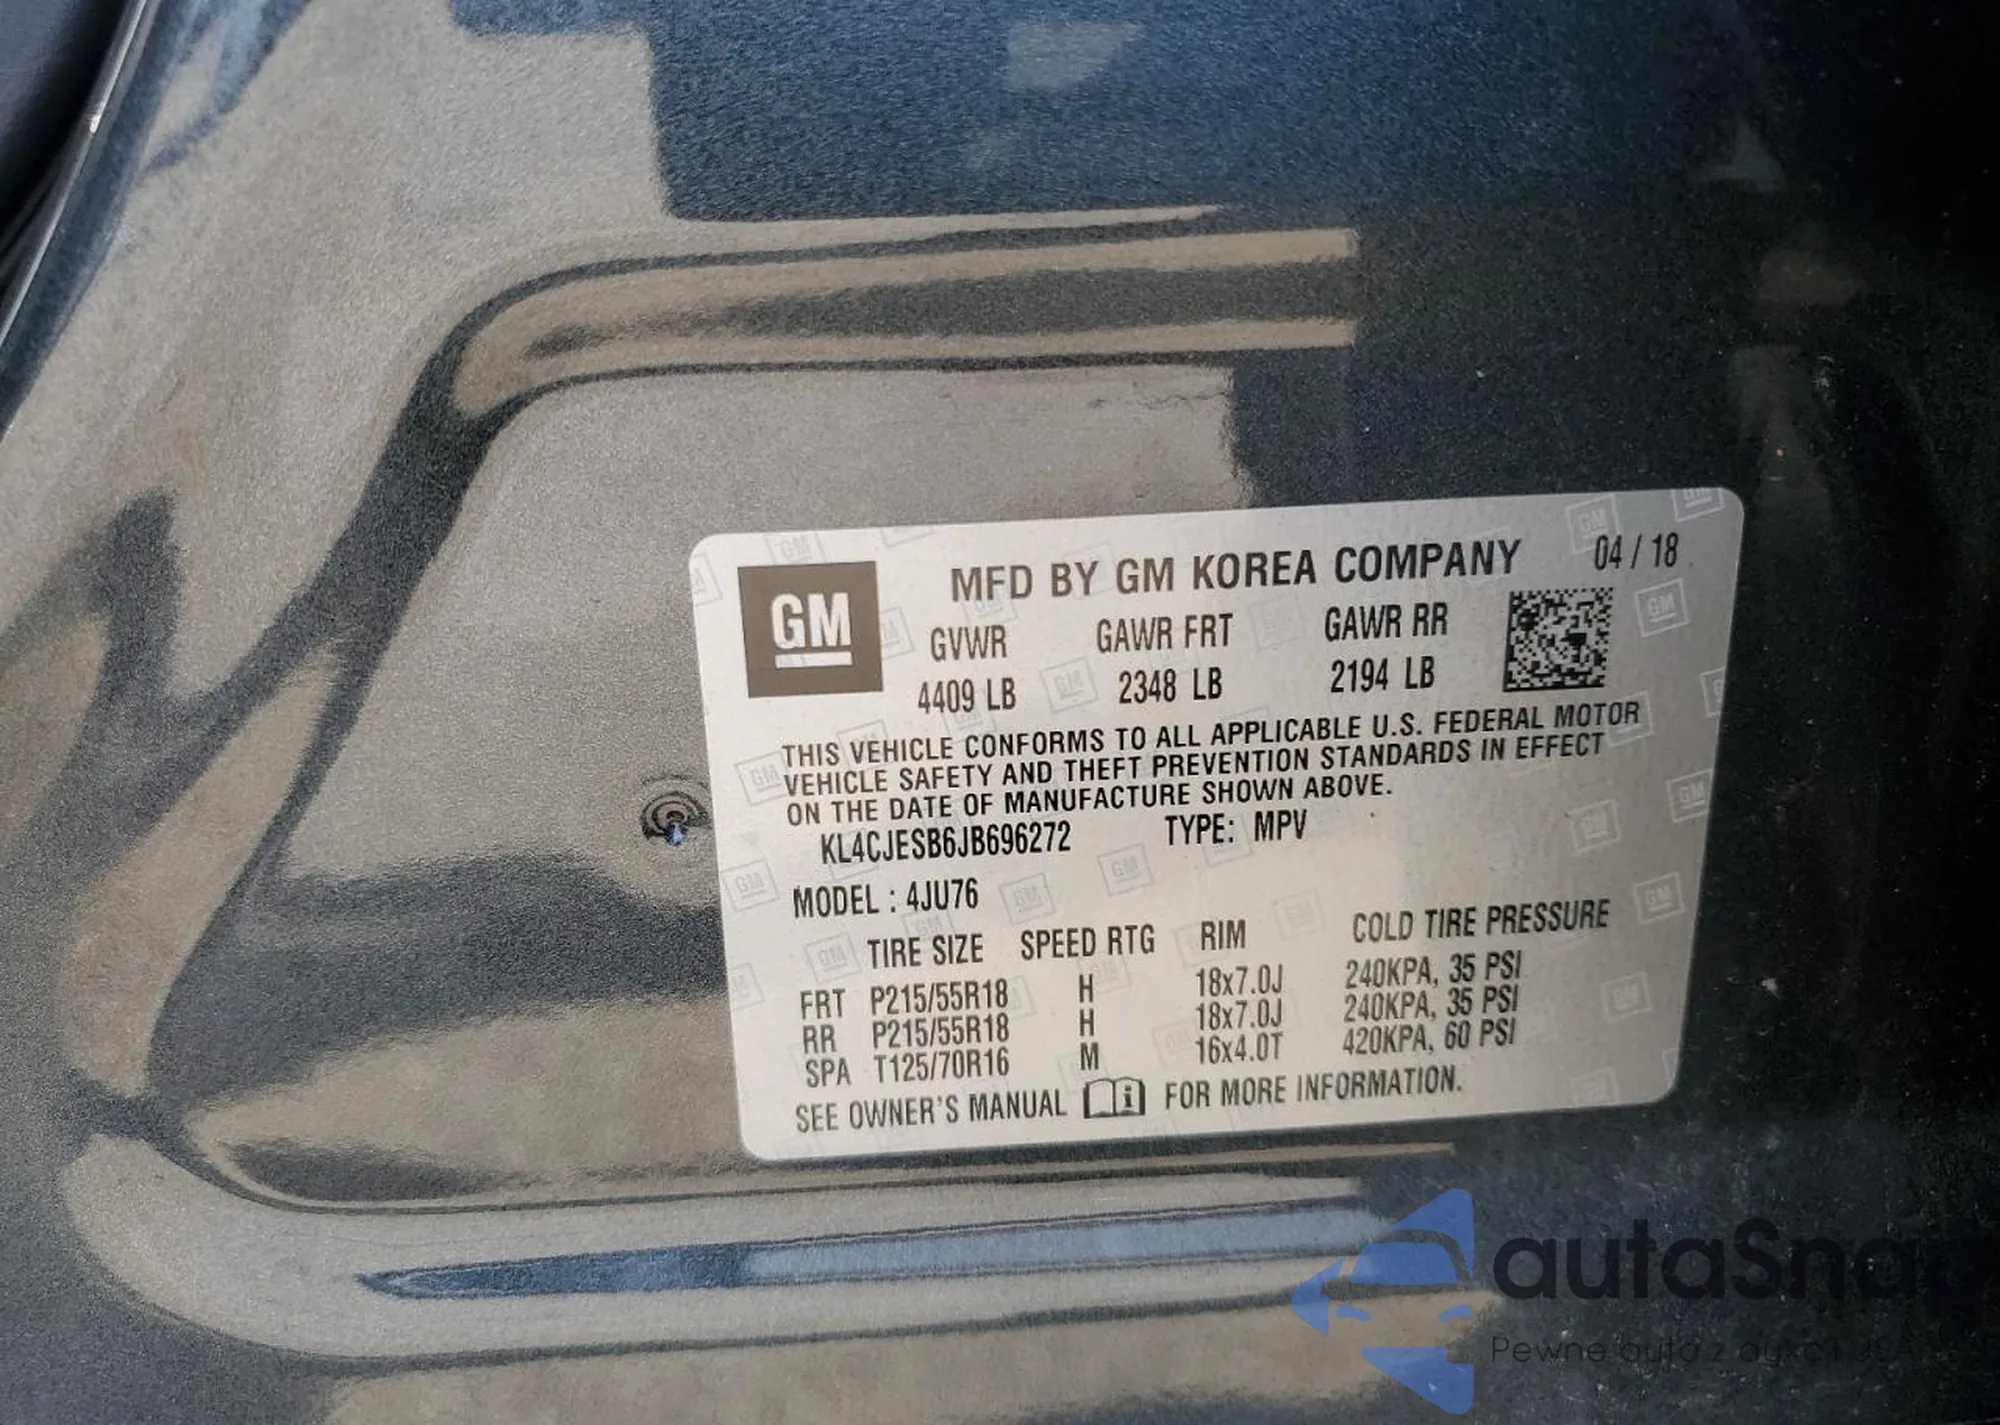 GM
MFD BY GM KOREA COMPANY 04 / 18
GVWR GAWR FRT GAWR RR
4409 LB 2348 LB 2194 LB
THIS VEHICLE CONFORMS TO ALL APPLICABLE U.S. FEDERAL MOTOR
VEHICLE SAFETY AND THEFT PREVENTION STANDARDS IN EFFECT
ON THE DATE OF MANUFACTURE SHOWN ABOVE.
KL4CJESB6JB696272 TYPE: MPV
MODEL : 4JU76
TIRE SIZE SPEED RTG RIM COLD TIRE PRESSURE
FRT P215/55R18 H 18x7.0J 240KPA, 35 PSI
RR P215/55R18 H 18x7.0J 240KPA, 35 PSI
SPA T125/70R16 M 16x4.0T 420KPA, 60 PSI
SEE OWNER'S MANUAL i FOR MORE INFORMATION.
autaSna
Pewne auta z USA